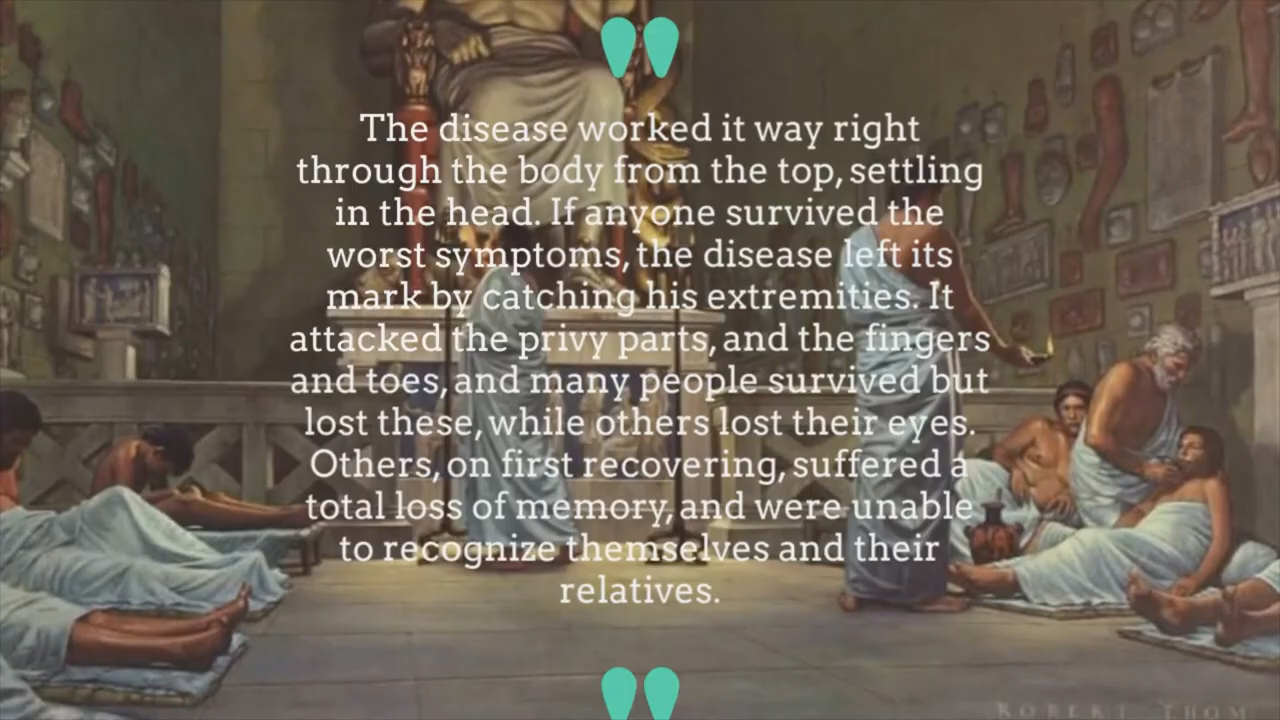 The disease worked it way right
through the body from the top, settling
in the head. If anyone survived the
worst symptoms, the disease left its
mark by catching his extremities. It
attacked the privy parts, and the fingers
and toes, and many people survived but
lost these, while others lost their eyes.
Others, on first recovering, suffered a
total loss of memory, and were unable
to recognize themselves and their
relatives.
ROBERT THOM